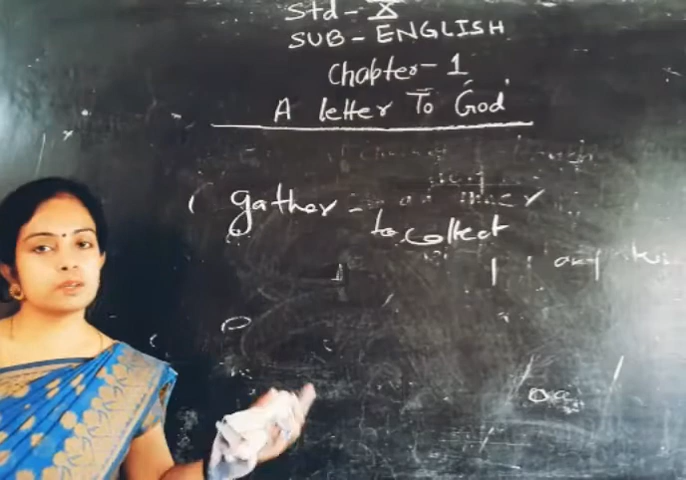 Std - X
SUB - ENGLISH
Chapter - 1
A letter To God
gather - to collect